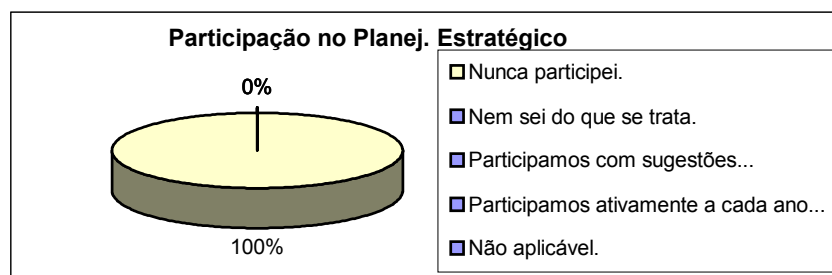 Participação no Planej. Estratégico
0%
100%
Nunca participei.
Nem sei do que se trata.
Participamos com sugestões...
Participamos ativamente a cada ano...
Não aplicável.